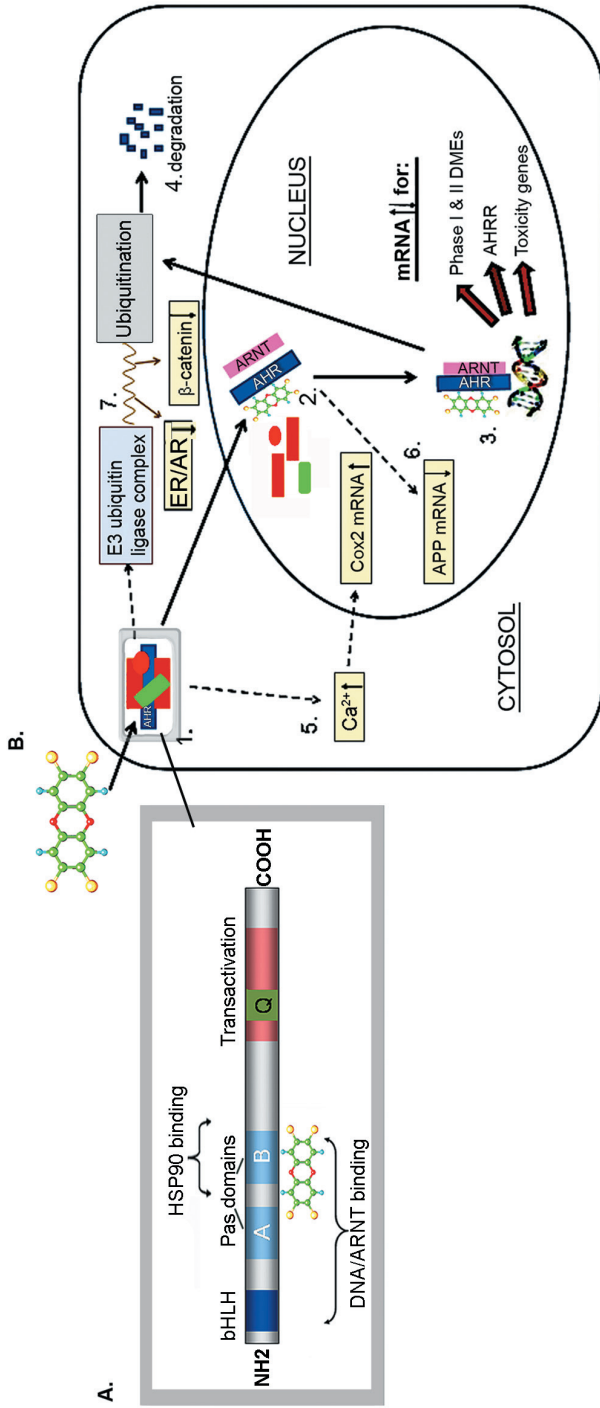 A.
HSP90 binding
bHLH
Pas domains
Transactivation
NH2
A
B
Q
COOH
DNA/ARNT binding
B.
AHR
1.
E3 ubiquitin
ligase complex
7.
Ubiquitination
4. degradation
ER/AR↓
β-catenin↓
5.
Ca²⁺↑
Cox2 mRNA↑
APP mRNA↓
6.
2.
AHR
ARNT
3.
AHR
ARNT
NUCLEUS
mRNA↑↓ for:
Phase I & II DMEs
AHRR
Toxicity genes
CYTOSOL